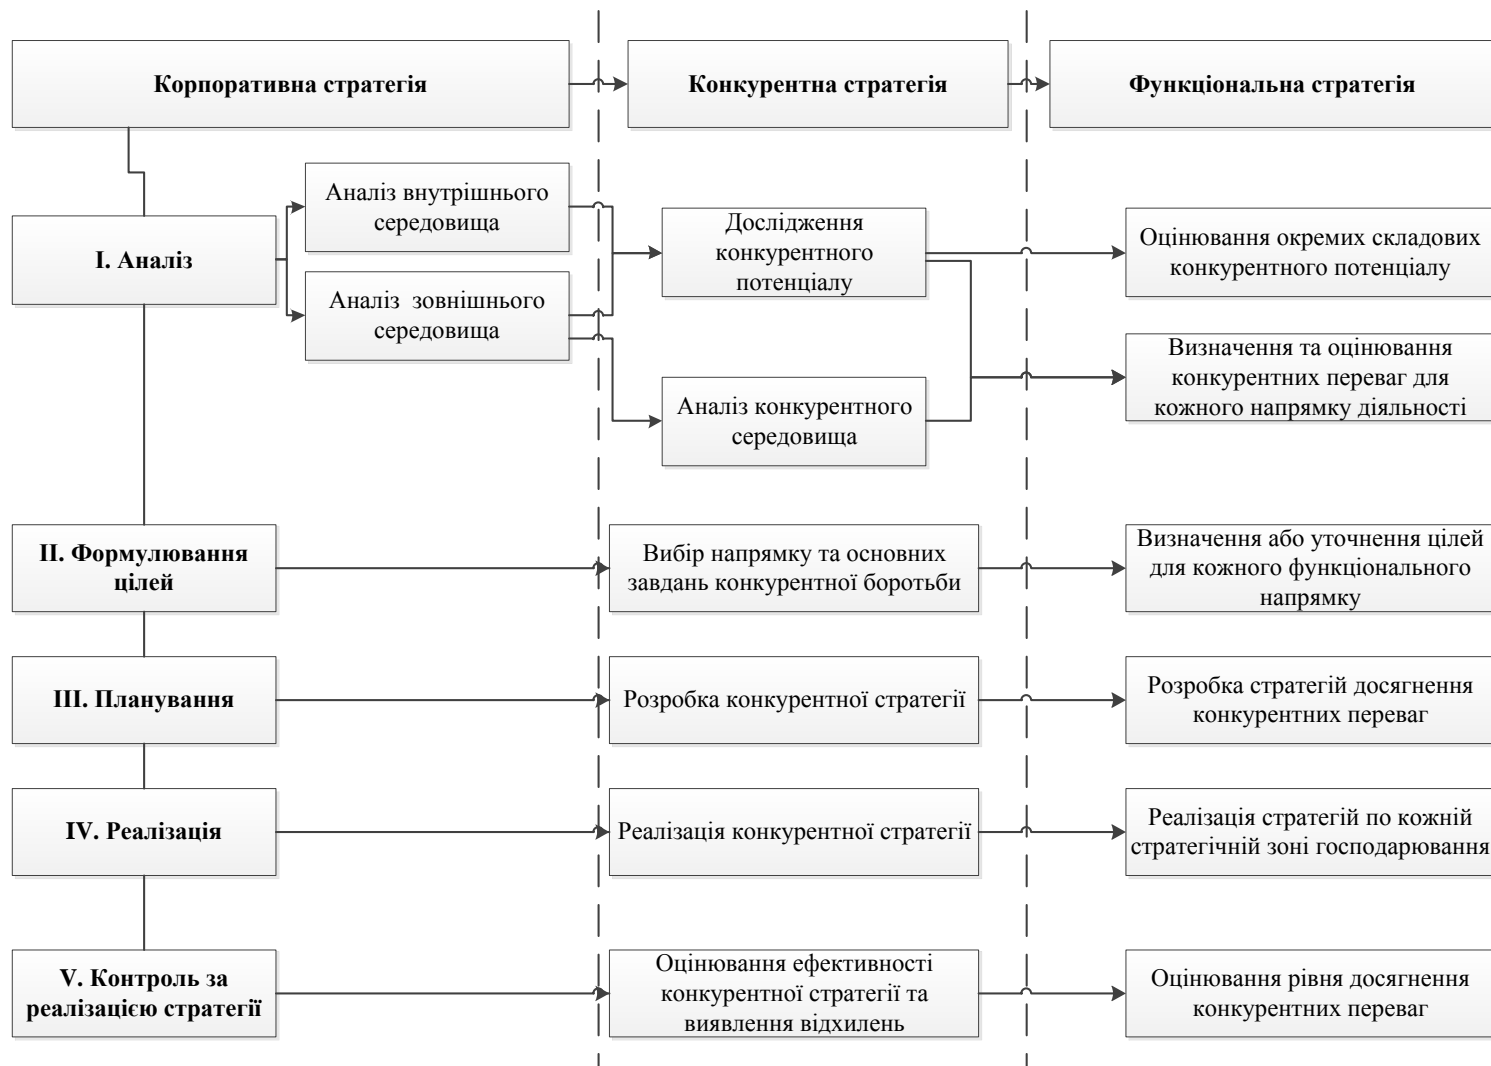 Корпоративна стратегія
Конкурентна стратегія
Функціональна стратегія
І. Аналіз
Аналіз внутрішнього
середовища
Аналіз зовнішнього
середовища
Дослідження
конкурентного
потенціалу
Аналіз конкурентного
середовища
Оцінювання окремих складових
конкурентного потенціалу
Визначення та оцінювання
конкурентних переваг для
кожного напрямку діяльності
ІІ. Формулювання
цілей
Вибір напрямку та основних
завдань конкурентної боротьби
Визначення або уточнення цілей
для кожного функціонального
напрямку
ІІІ. Планування
Розробка конкурентної стратегії
Розробка стратегій досягнення
конкурентних переваг
IV. Реалізація
Реалізація конкурентної стратегії
Реалізація стратегій по кожній
стратегічній зоні господарювання
V. Контроль за
реалізацією стратегії
Оцінювання ефективності
конкурентної стратегії та
виявлення відхилень
Оцінювання рівня досягнення
конкурентних переваг